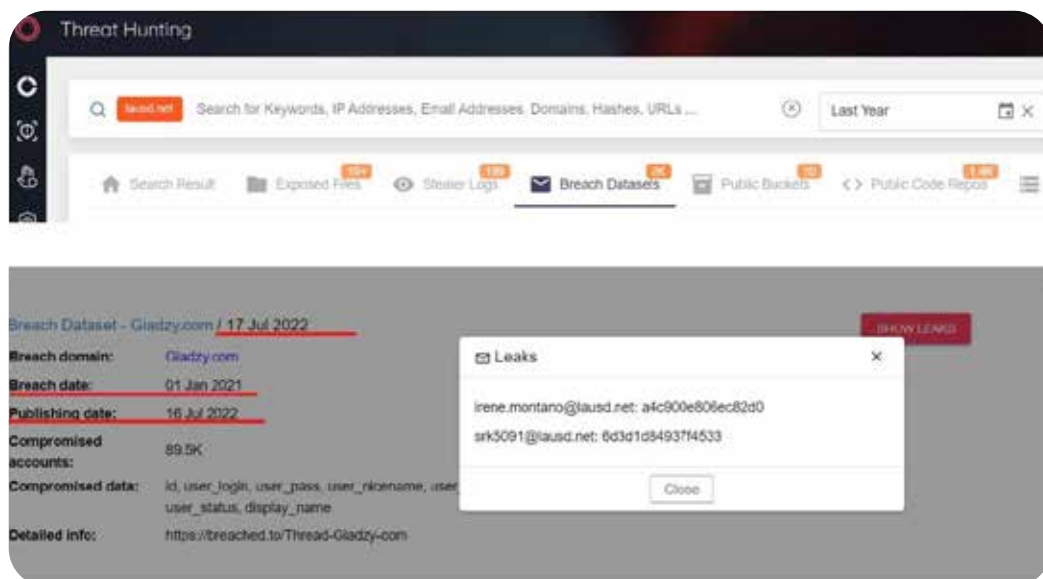 Threat Hunting
lausd.net Search for Keywords, IP Addresses, Email Addresses, Domains, Hashes, URLs ... Last Year
Search Result Exposed Files Stealer Logs Breach Datasets 2K Public Buckets 10 Public Code Repos
Breach Dataset - Gladzy.com / 17 Jul 2022
SHOW LEAKS
Breach domain: Gladzy.com
Breach date: 01 Jan 2021
Publishing date: 16 Jul 2022
Compromised accounts: 89.5K
Compromised data: id, user_login, user_pass, user_nicename, user_
user_status, display_name
Detailed info: https://breached.to/Thread-Gladzy-com
Leaks
irene.montano@lausd.net: a4c900e806ec82d0
srk5091@lausd.net: 6d3d1d84937f4533
Close